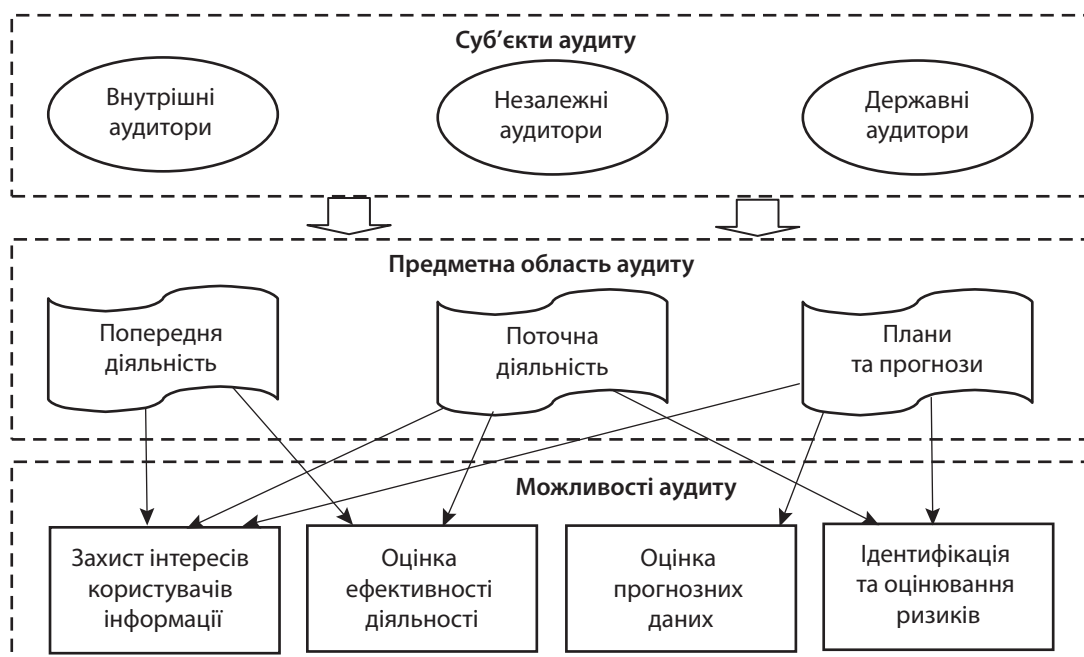 Суб’єкти аудиту
Внутрішні
аудитори
Незалежні
аудитори
Державні
аудитори
Предметна область аудиту
Попередня
діяльність
Поточна
діяльність
Плани
та прогнози
Можливості аудиту
Захист інтересів
користувачів
інформації
Оцінка
ефективності
діяльності
Оцінка
прогнозних
даних
Ідентифікація
та оцінювання
ризиків